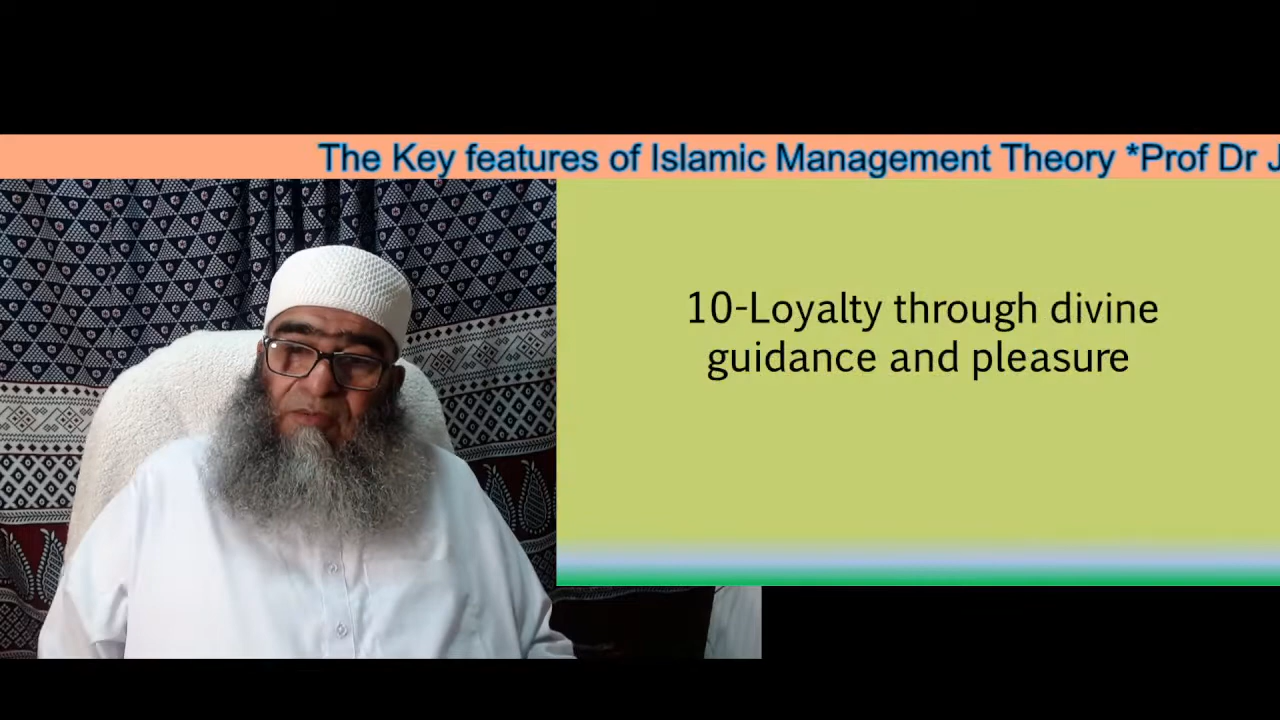 The Key features of Islamic Management Theory *Prof Dr J
10-Loyalty through divine
guidance and pleasure